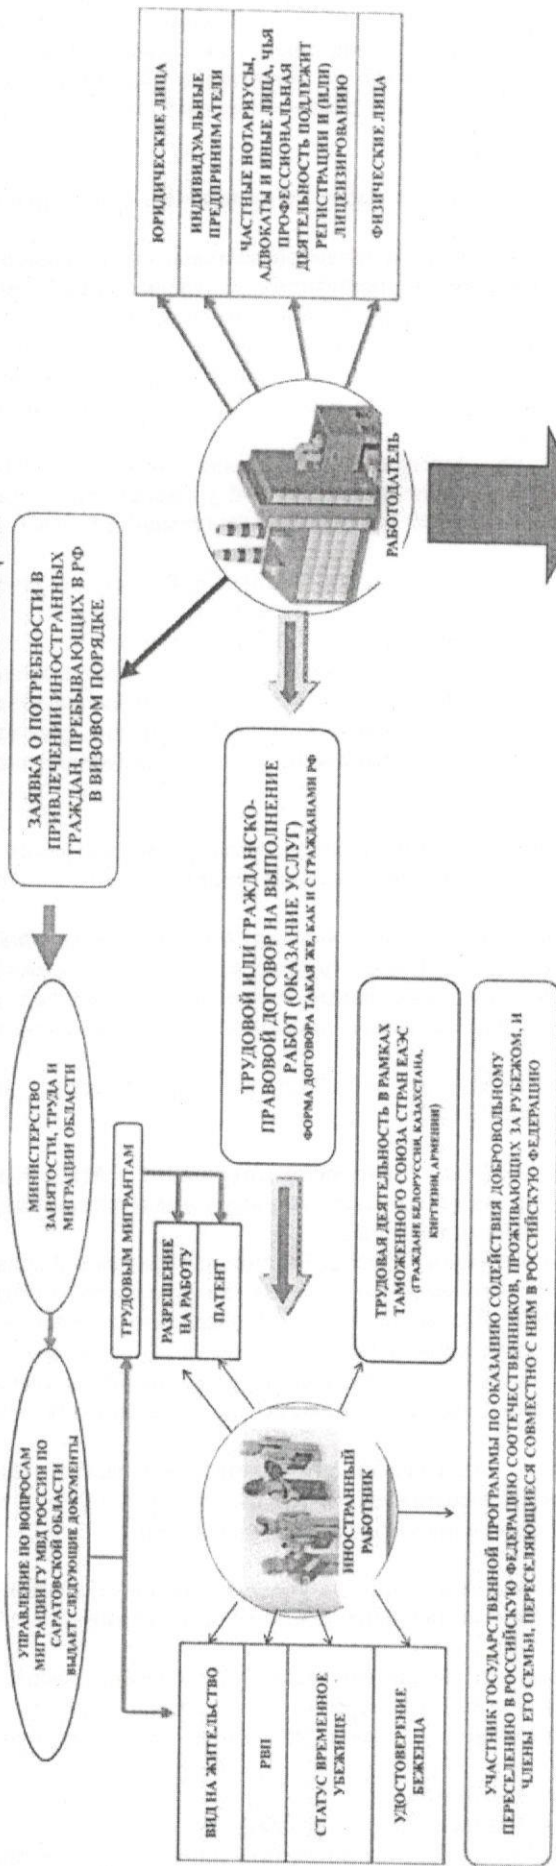 УПРАВЛЕНИЕ ПО ВОПРОСАМ
МИГРАЦИИ ГУ МВД РОССИИ ПО
САРАТОВСКОЙ ОБЛАСТИ
ВЫДАЕТ СЛЕДУЮЩИЕ ДОКУМЕНТЫ
МИНИСТЕРСТВО
ЗАНЯТОСТИ, ТРУДА И
МИГРАЦИИ ОБЛАСТИ
ЗАЯВКА О ПОТРЕБНОСТИ В
ПРИВЛЕЧЕНИИ ИНОСТРАННЫХ
ГРАЖДАН, ПРЕБЫВАЮЩИХ В РФ
В ВИЗОВОМ ПОРЯДКЕ
ТРУДОВЫМ МИГРАНТАМ
РАЗРЕШЕНИЕ
НА РАБОТУ
ПАТЕНТ
ВИД НА ЖИТЕЛЬСТВО
РВП
СТАТУС ВРЕМЕННОЕ
УБЕЖИЩЕ
УДОСТОВЕРЕНИЕ
БЕЖЕНЦА
ИНОСТРАННЫЙ
РАБОТНИК
ТРУДОВОЙ ИЛИ ГРАЖДАНСКО-
ПРАВОВОЙ ДОГОВОР НА ВЫПОЛНЕНИЕ
РАБОТ (ОКАЗАНИЕ УСЛУГ)
ФОРМА ДОГОВОРА ТАКАЯ ЖЕ, КАК И С ГРАЖДАНАМИ РФ
РАБОТОДАТЕЛЬ
ЮРИДИЧЕСКИЕ ЛИЦА
ИНДИВИДУАЛЬНЫЕ
ПРЕДПРИНИМАТЕЛИ
ЧАСТНЫЕ НОТАРИУСЫ,
АДВОКАТЫ И ИНЫЕ ЛИЦА, ЧЬЯ
ПРОФЕССИОНАЛЬНАЯ
ДЕЯТЕЛЬНОСТЬ ПОДЛЕЖИТ
РЕГИСТРАЦИИ И (ИЛИ)
ЛИЦЕНЗИРОВАНИЮ
ФИЗИЧЕСКИЕ ЛИЦА
ТРУДОВАЯ ДЕЯТЕЛЬНОСТЬ В РАМКАХ
ТАМОЖЕННОГО СОЮЗА СТРАН ЕАЭС
(ГРАЖДАНЕ БЕЛОРУССИИ, КАЗАХСТАНА,
КИРГИЗИИ, АРМЕНИИ)
УЧАСТНИК ГОСУДАРСТВЕННОЙ ПРОГРАММЫ ПО ОКАЗАНИЮ СОДЕЙСТВИЯ ДОБРОВОЛЬНОМУ
ПЕРЕСЕЛЕНИЮ В РОССИЙСКУЮ ФЕДЕРАЦИЮ СООТЕЧЕСТВЕННИКОВ, ПРОЖИВАЮЩИХ ЗА РУБЕЖОМ, И
ЧЛЕНЫ ЕГО СЕМЬИ, ПЕРЕСЕЛЯЮЩИЕСЯ СОВМЕСТНО С НИМ В РОССИЙСКУЮ ФЕДЕРАЦИЮ